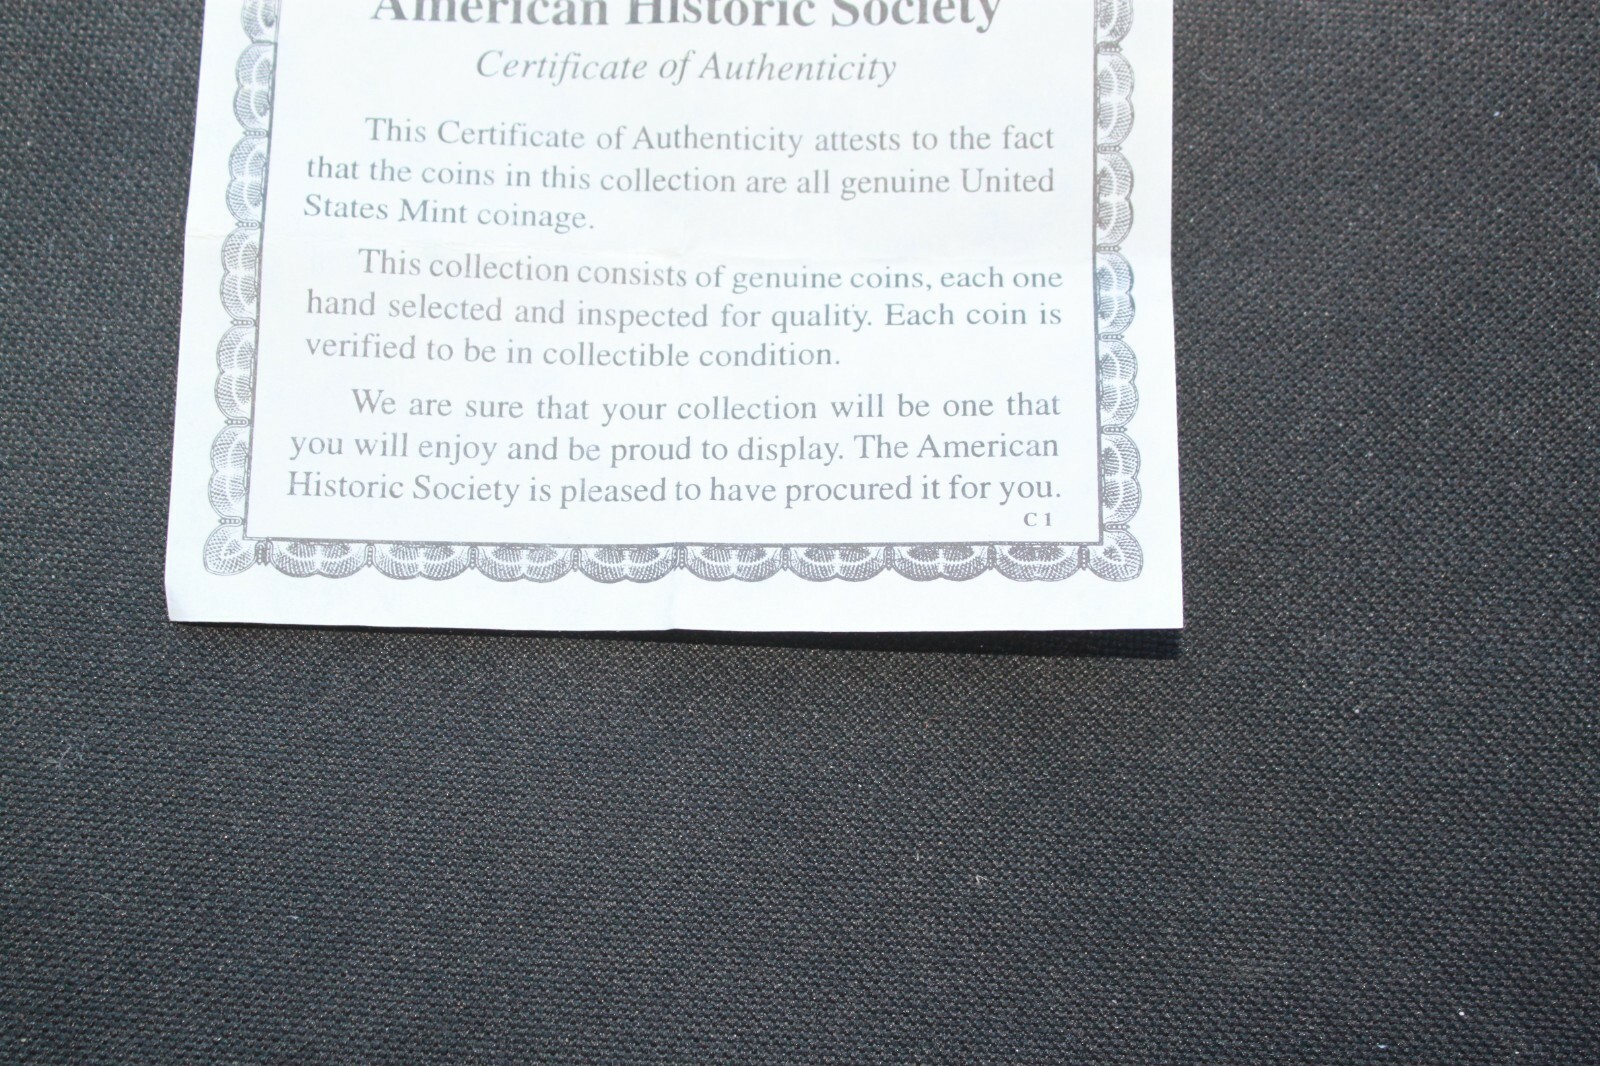 American Historic Society
Certificate of Authenticity
This Certificate of Authenticity attests to the fact
that the coins in this collection are all genuine United
States Mint coinage.
This collection consists of genuine coins, each one
hand selected and inspected for quality. Each coin is
verified to be in collectible condition.
We are sure that your collection will be one that
you will enjoy and be proud to display. The American
Historic Society is pleased to have procured it for you.
C1